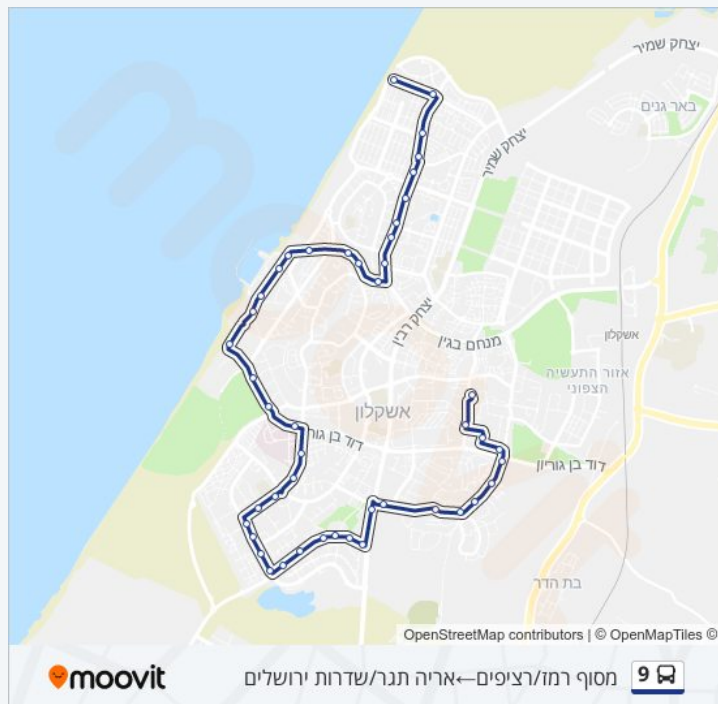 יצחק שמיר
באר גנים
יצחק שמיר
יצחק רבין
מנחם בגין
אשקלון
אזור התעשיה
הצפוני
אשקלון
דוד בן גור
דוד בן גוריון
בת הדר
OpenStreetMap contributors | © OpenMapTiles ©
9 מסוף רמז/רציפים←אריה תגר/שדרות ירושלים
moovit